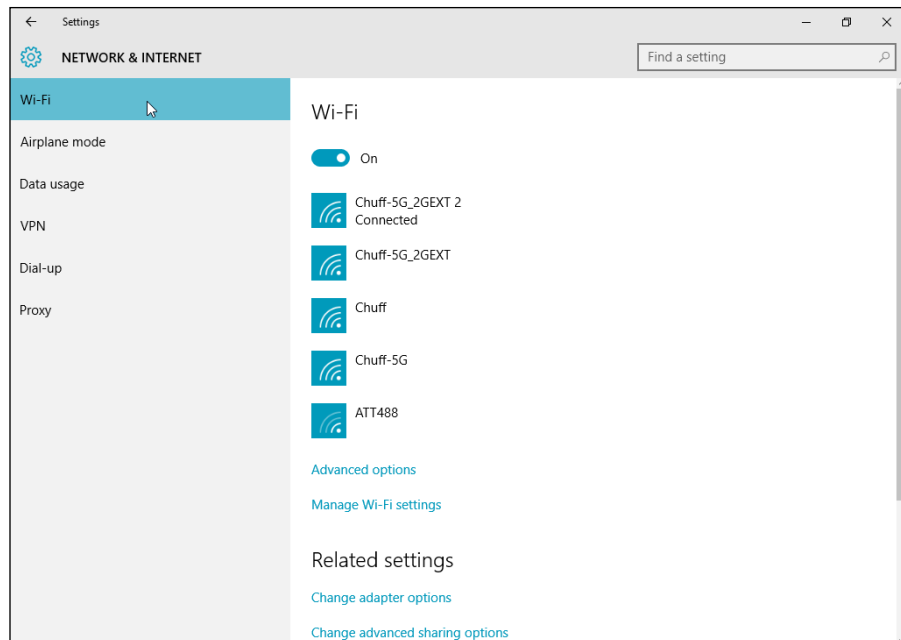 Settings
NETWORK & INTERNET
Find a setting
Wi-Fi
Airplane mode
Data usage
VPN
Dial-up
Proxy
Wi-Fi
On
Chuff-5G_2GEXT 2
Connected
Chuff-5G_2GEXT
Chuff
Chuff-5G
ATT488
Advanced options
Manage Wi-Fi settings
Related settings
Change adapter options
Change advanced sharing options